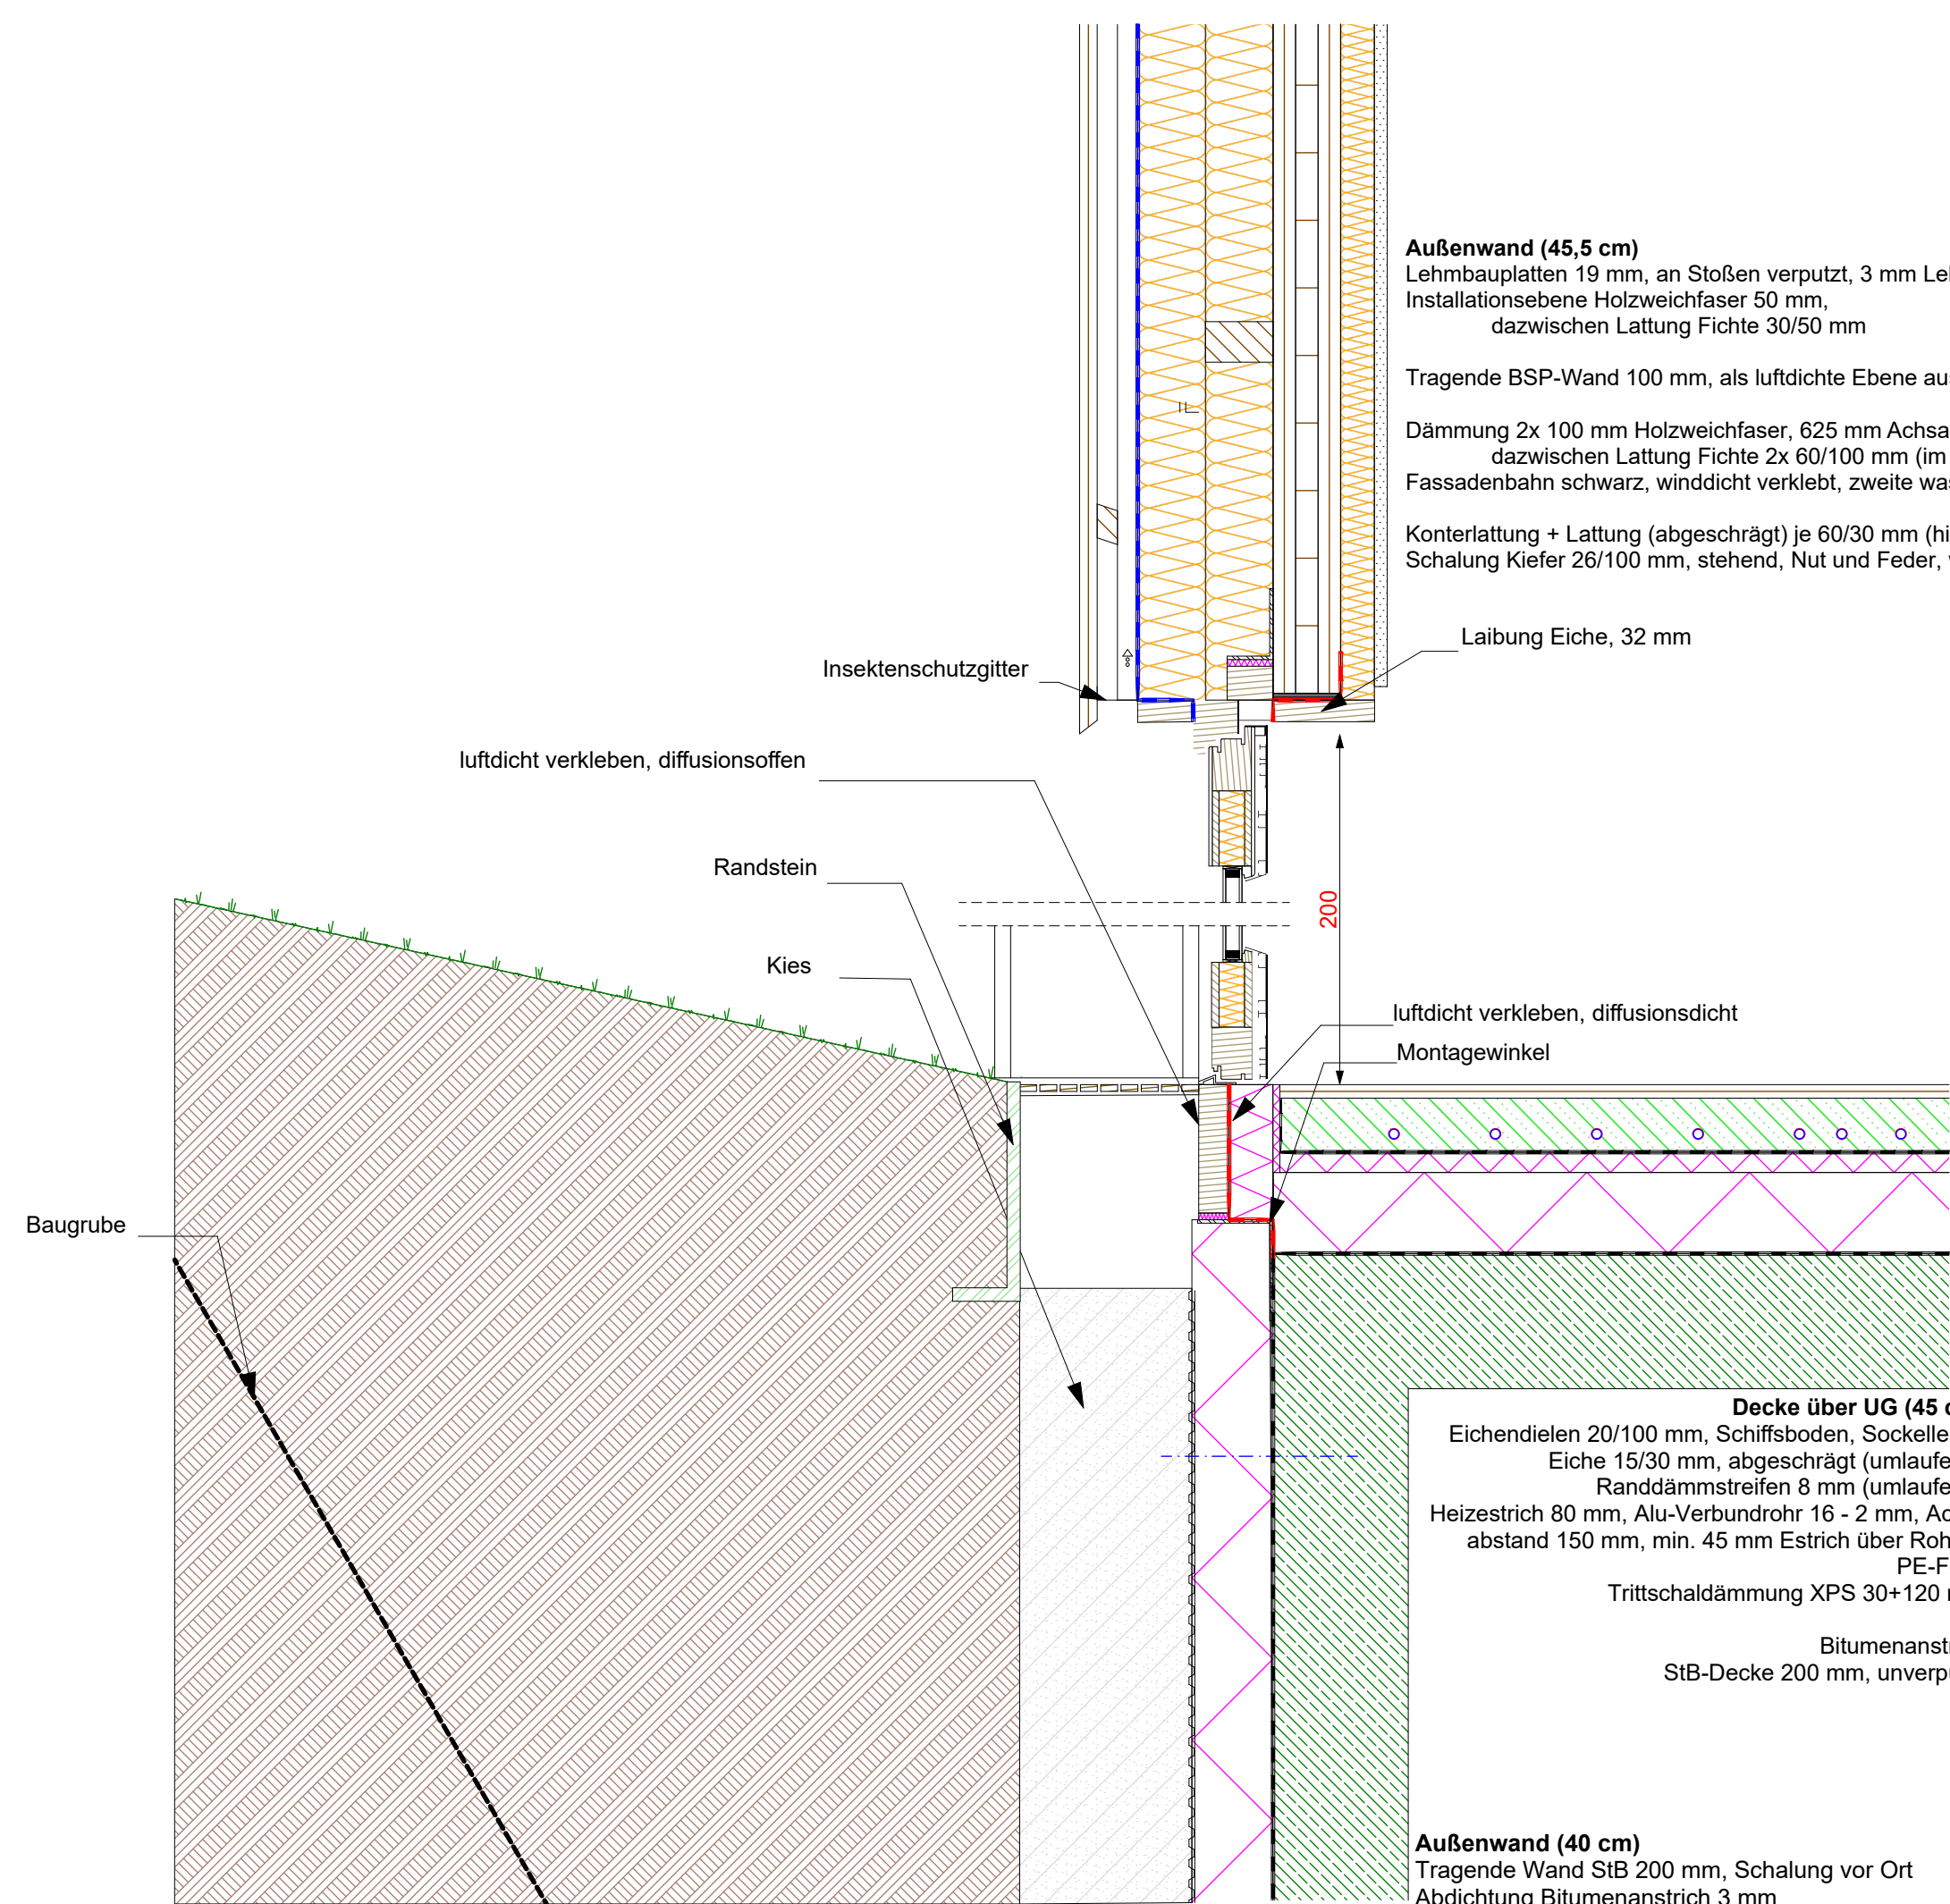 Außenwand (45,5 cm)
Lehmbauplatten 19 mm, an Stoßen verputzt, 3 mm
Installationsebene Holzweichfaser 50 mm,
dazwischen Lattung Fichte 30/50 mm
Tragende BSP-Wand 100 mm, als luftdichte Ebene
Dämmung 2x 100 mm Holzweichfaser, 625 mm
dazwischen Lattung Fichte 2x 60/100 mm (im
Fassadenbahn schwarz, winddicht verklebt, zweite
Konterlattung + Lattung (abgeschrägt) je 60/30 mm
Schalung Kiefer 26/100 mm, stehend, Nut und Feder,
Laibung Eiche, 32 mm
Insektenschutzgitter
luftdicht verkleben, diffusionsoffen
Randstein
200
Kies
luftdicht verkleben, diffusionsdicht
Montagewinkel
Baugrube
Decke über UG (45
Eichendielen 20/100 mm, Schiffsboden,
Eiche 15/30 mm, abgeschrägt
Randdämmstreifen 8 mm
Heizestrich 80 mm, Alu-Verbundrohr 16 - 2 mm,
abstand 150 mm, min. 45 mm Estrich über
Trittschaldämmung XPS 30+120
StB-Decke 200 mm,
Außenwand (40 cm)
Tragende Wand StB 200 mm, Schalung vor Ort
Abdichtung Bitumenanstrich 3 mm